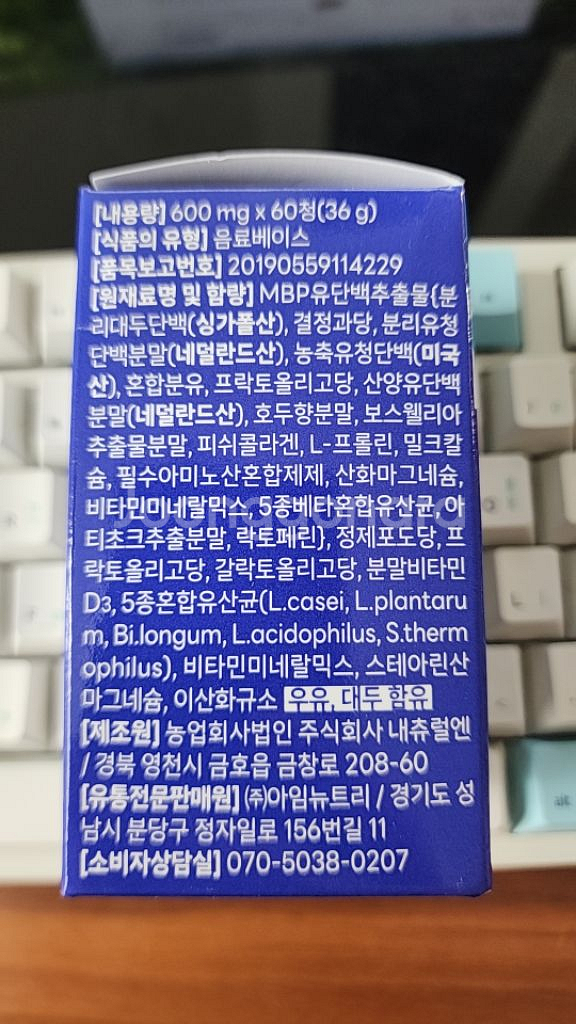 [내용량] 600 mg x 60정(36 g)
[식품의 유형] 음료베이스
[품목보고번호] 20190559114229
[원재료명 및 함량] MBP유단백추출물{분
리대두단백(싱가폴산), 결정과당, 분리유청
단백분말(네덜란드산), 농축유청단백(미국
산), 혼합분유, 프락토올리고당, 산양유단백
분말(네덜란드산), 호두향분말, 보스웰리아
추출물분말, 피쉬콜라겐, L-프롤린, 밀크칼
슘, 필수아미노산혼합제제, 산화마그네슘,
비타민미네랄믹스, 5종베타혼합유산균, 아
티초크추출분말, 락토페린}, 정제포도당, 프
락토올리고당, 갈락토올리고당, 분말비타민
D3, 5종혼합유산균(L.casei, L.plantaru
m, Bi.longum, L.acidophilus, S.therm
ophilus), 비타민미네랄믹스, 스테아린산
마그네슘, 이산화규소 우유, 대두 함유
[제조원] 농업회사법인 주식회사 내츄럴엔
/ 경북 영천시 금호읍 금창로 208-60
[유통전문판매원] ㈜아임뉴트리 / 경기도 성
남시 분당구 정자일로 156번길 11
[소비자상담실] 070-5038-0207
alt